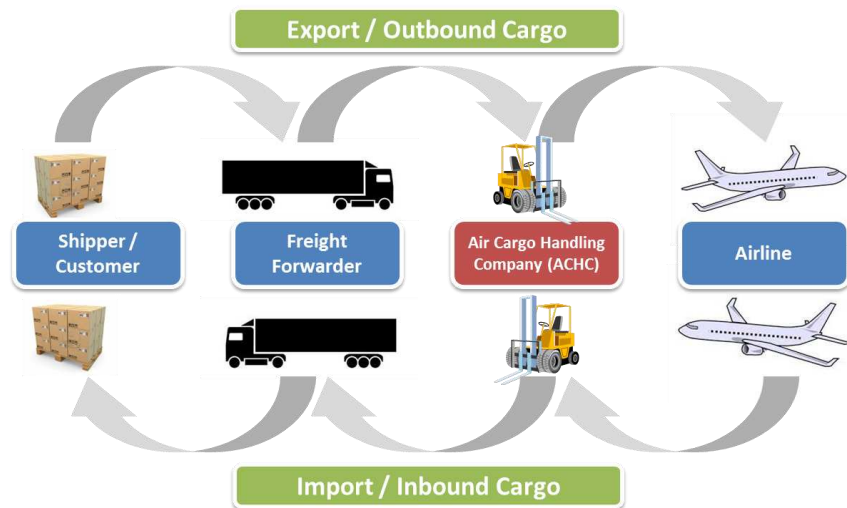 Export / Outbound Cargo
Shipper /
Customer
Freight
Forwarder
Air Cargo Handling
Company (ACHC)
Airline
Import / Inbound Cargo